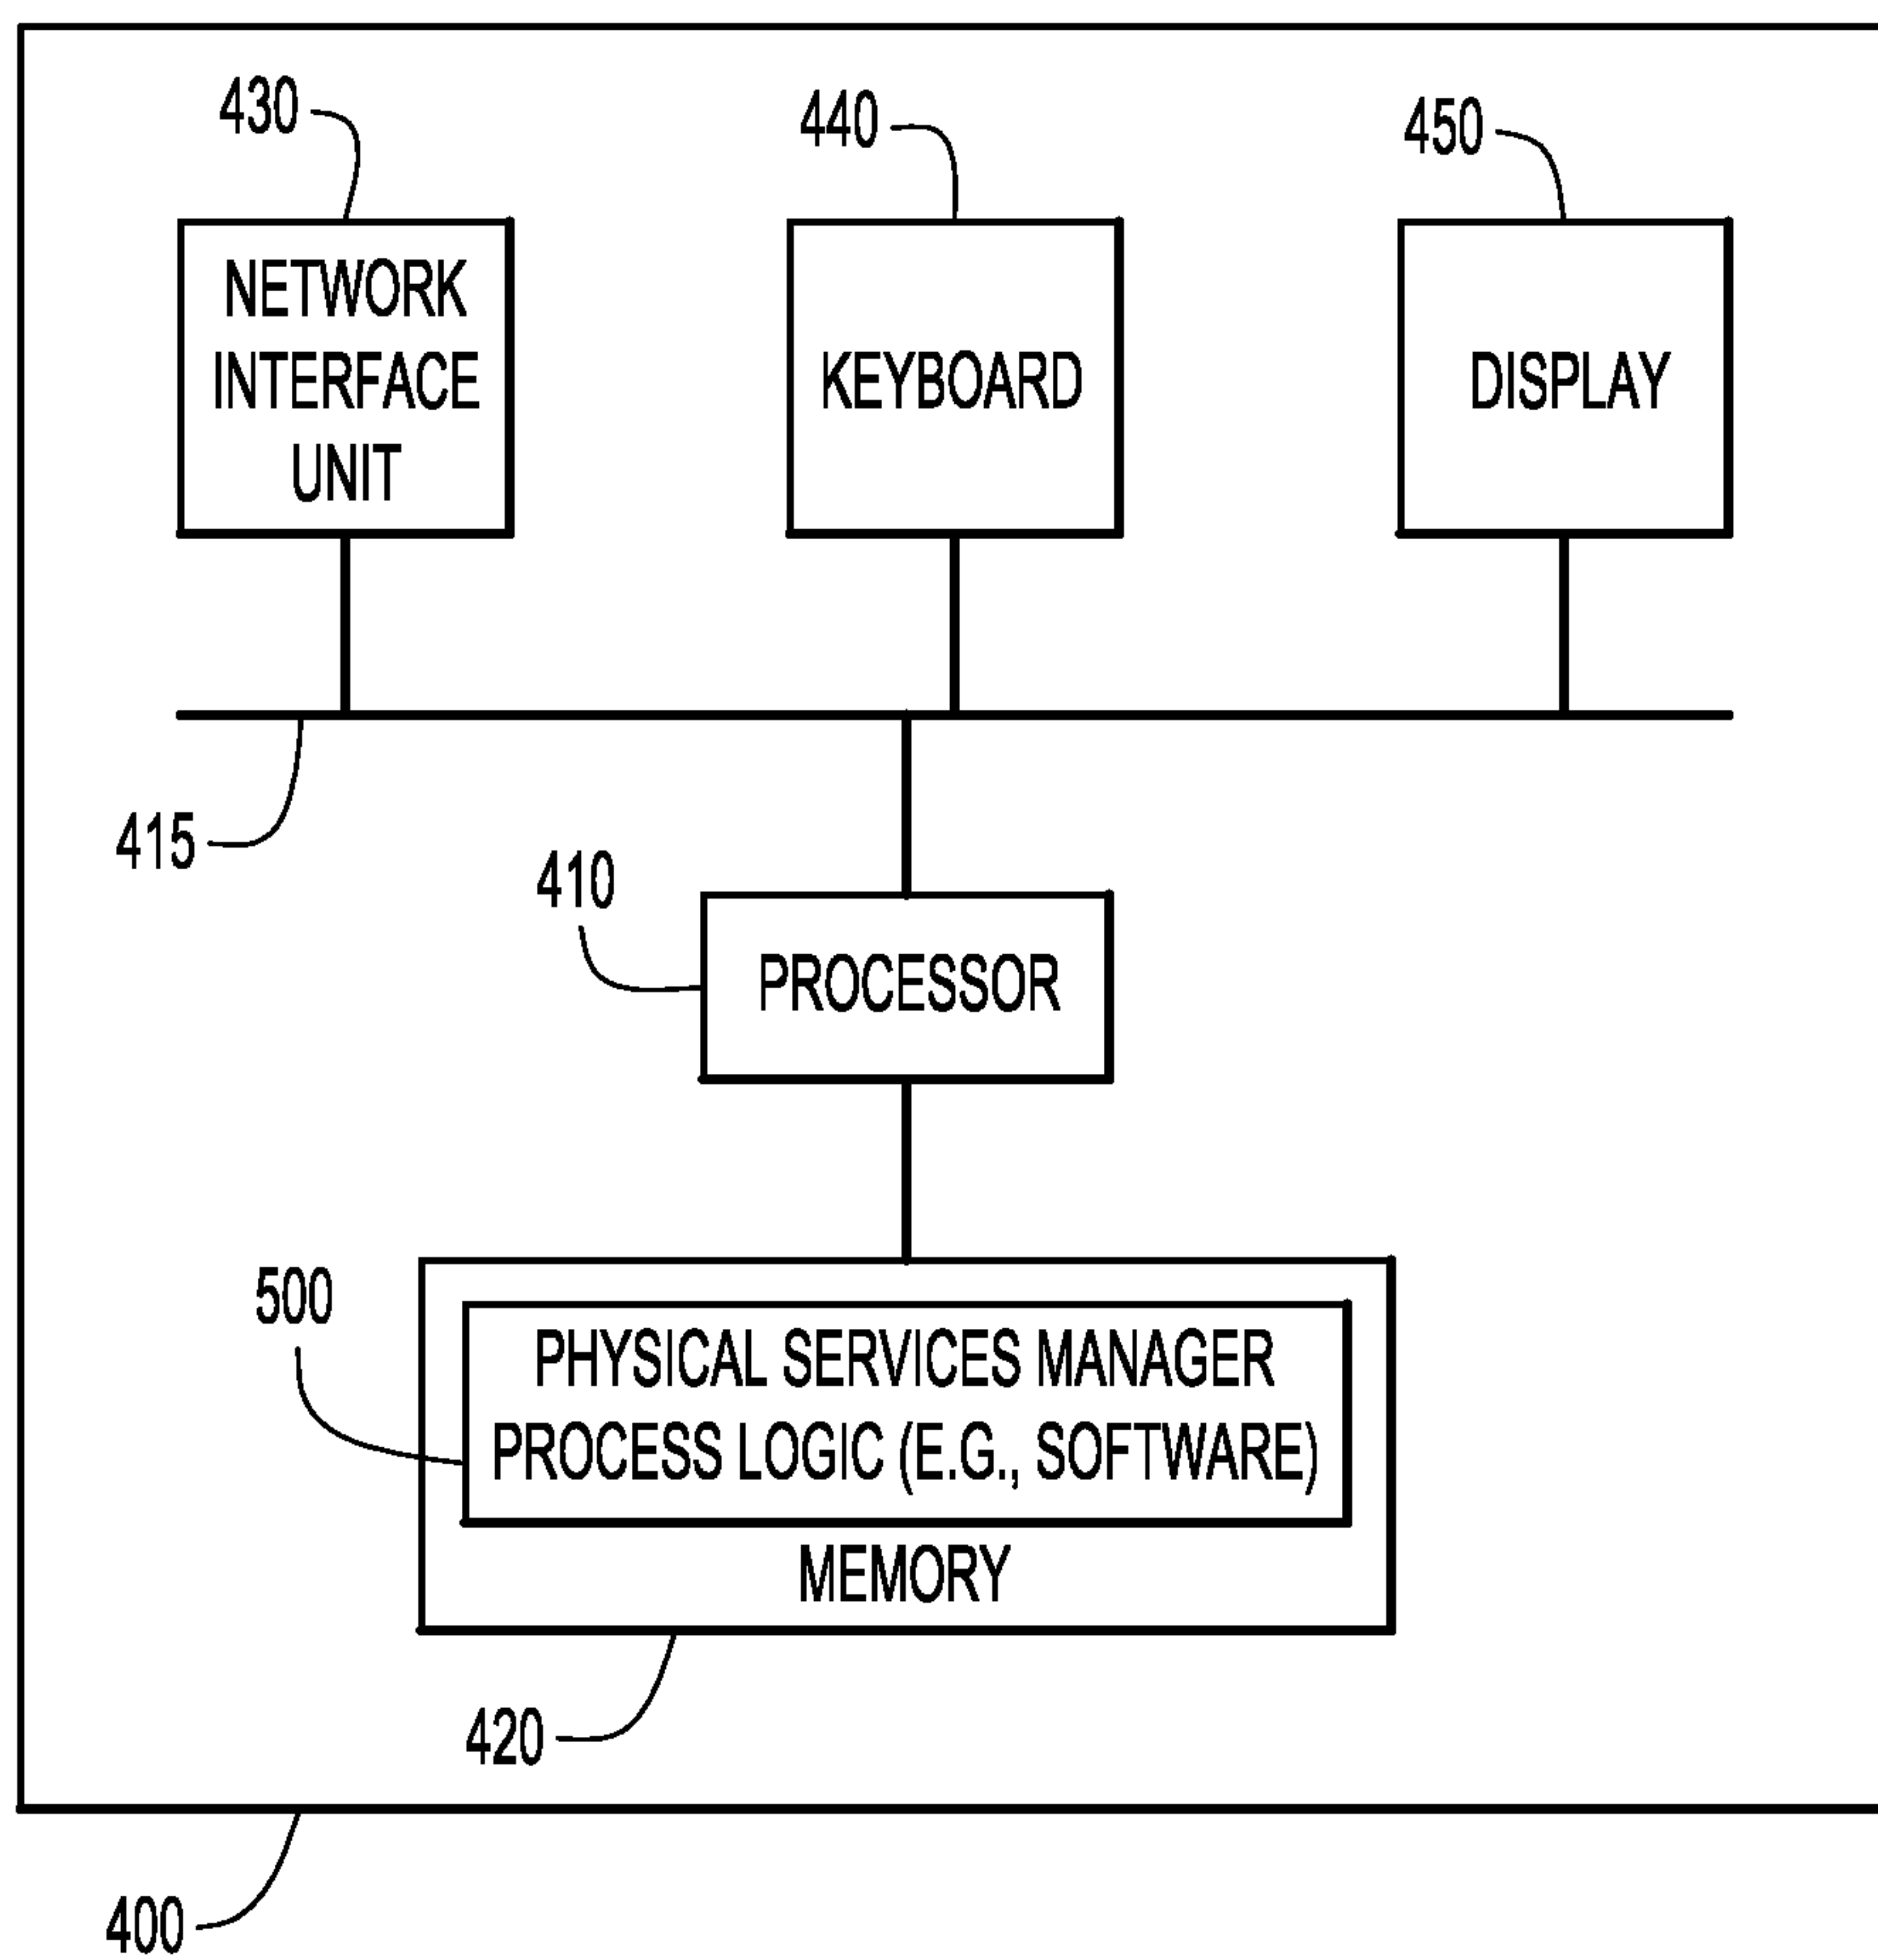 430
440
450
NETWORK
INTERFACE
UNIT
KEYBOARD
DISPLAY
415
410
PROCESSOR
500
PHYSICAL SERVICES MANAGER
PROCESS LOGIC (E.G., SOFTWARE)
MEMORY
420
400